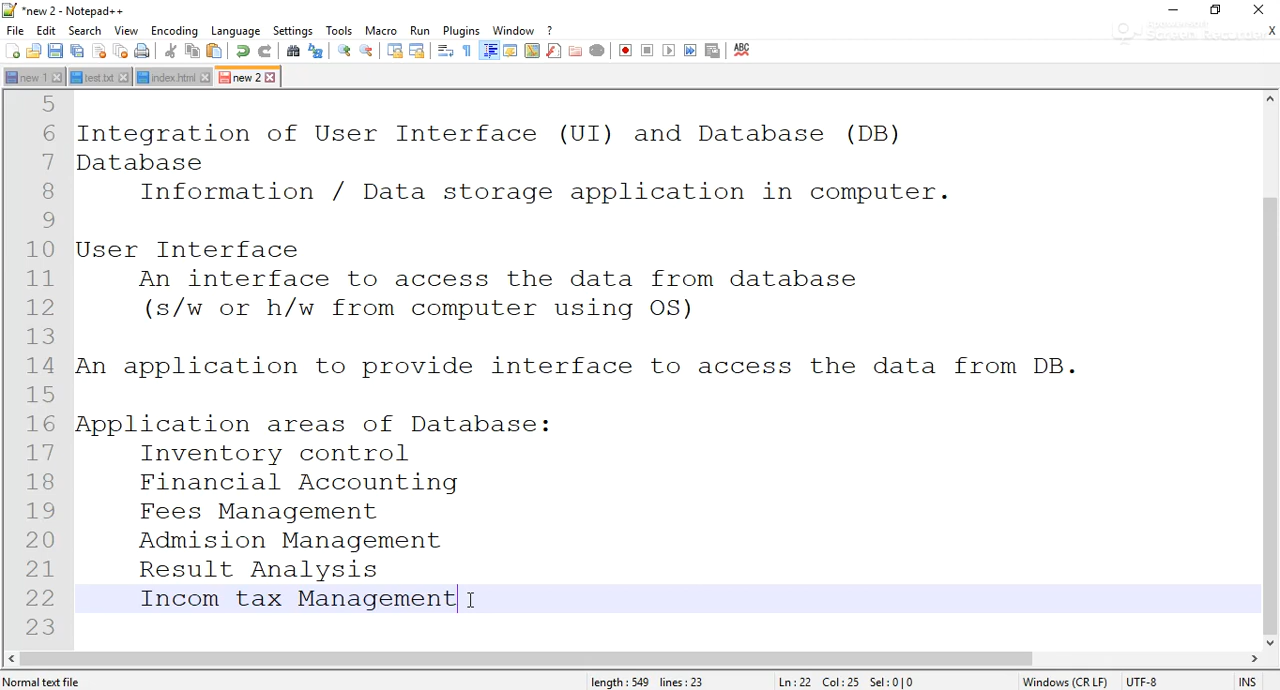 *new 2 - Notepad++
File Edit Search View Encoding Language Settings Tools Macro Run Plugins Window ?
X
new 1 test.txt index.html new 2
5
6 Integration of User Interface (UI) and Database (DB)
7 Database
8 Information / Data storage application in computer.
9
10 User Interface
11 An interface to access the data from database
12 (s/w or h/w from computer using OS)
13
14 An application to provide interface to access the data from DB.
15
16 Application areas of Database:
17 Inventory control
18 Financial Accounting
19 Fees Management
20 Admision Management
21 Result Analysis
22 Incom tax Management
23
Normal text file length : 549 lines : 23 Ln : 22 Col : 25 Sel : 0 | 0 Windows (CR LF) UTF-8 INS